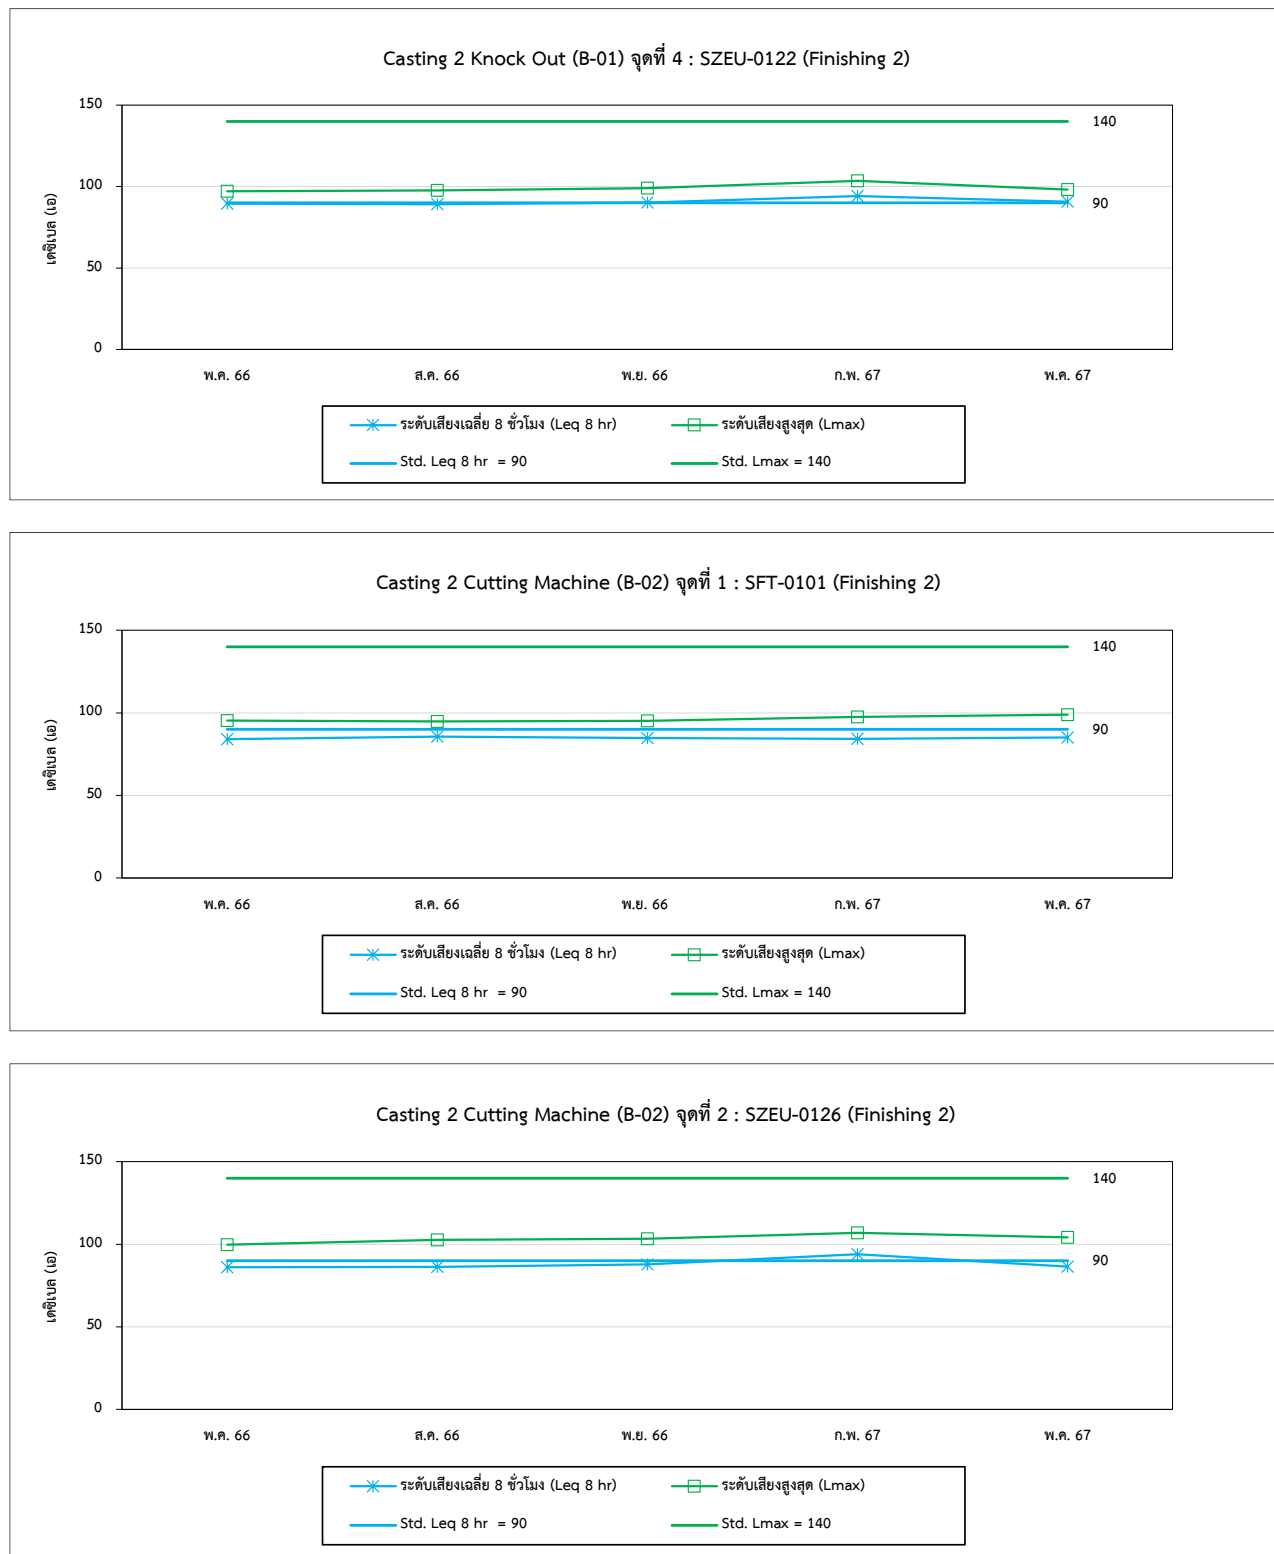 Casting 2 Knock Out (B-01) จุดที่ 4 : SZEU-0122 (Finishing 2)
เดซิเบล (เอ)
150
140
100
90
50
0
พ.ค. 66 ส.ค. 66 พ.ย. 66 ก.พ. 67 พ.ค. 67
ระดับเสียงเฉลี่ย 8 ชั่วโมง (Leq 8 hr) ระดับเสียงสูงสุด (Lmax)
Std. Leq 8 hr = 90 Std. Lmax = 140
Casting 2 Cutting Machine (B-02) จุดที่ 1 : SFT-0101 (Finishing 2)
เดซิเบล (เอ)
150
140
100
90
50
0
พ.ค. 66 ส.ค. 66 พ.ย. 66 ก.พ. 67 พ.ค. 67
ระดับเสียงเฉลี่ย 8 ชั่วโมง (Leq 8 hr) ระดับเสียงสูงสุด (Lmax)
Std. Leq 8 hr = 90 Std. Lmax = 140
Casting 2 Cutting Machine (B-02) จุดที่ 2 : SZEU-0126 (Finishing 2)
เดซิเบล (เอ)
150
140
100
90
50
0
พ.ค. 66 ส.ค. 66 พ.ย. 66 ก.พ. 67 พ.ค. 67
ระดับเสียงเฉลี่ย 8 ชั่วโมง (Leq 8 hr) ระดับเสียงสูงสุด (Lmax)
Std. Leq 8 hr = 90 Std. Lmax = 140